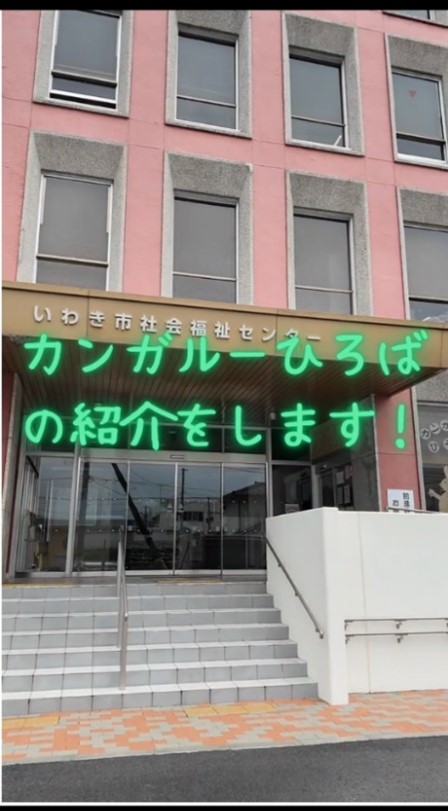 いわき市社会福祉センター
カンガルーひろば
の紹介をします!